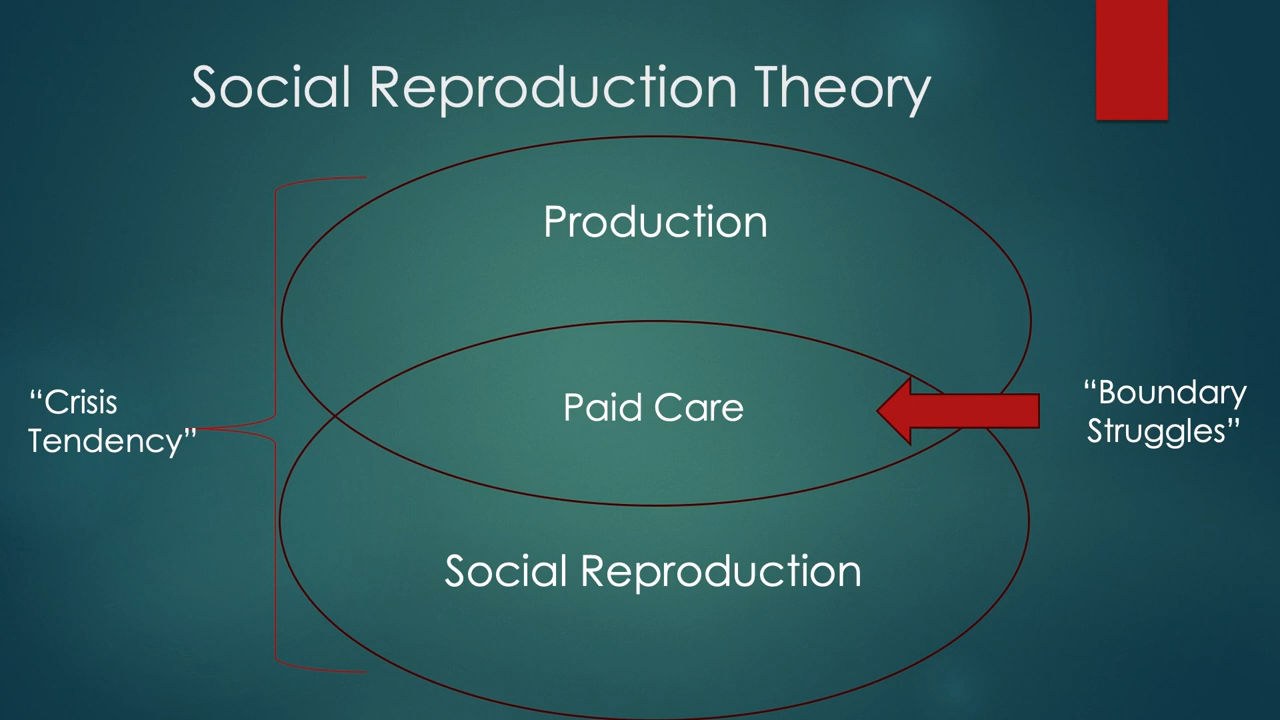 Social Reproduction Theory
Production
“Crisis
Tendency”
Paid Care
“Boundary
Struggles”
Social Reproduction